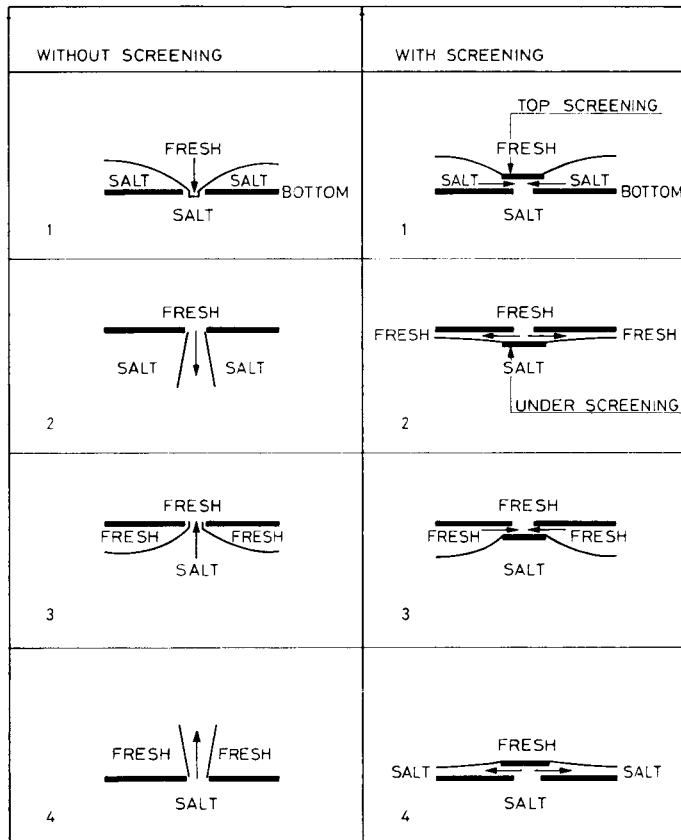 WITHOUT SCREENING
WITH SCREENING
FRESH
SALT SALT
BOTTOM
SALT
1
TOP SCREENING
FRESH
SALT SALT
BOTTOM
SALT
1
FRESH
SALT SALT
2
FRESH
FRESH FRESH
SALT
UNDER SCREENING
2
FRESH
FRESH FRESH
SALT
3
FRESH
FRESH FRESH
SALT
3
FRESH FRESH
SALT
4
FRESH
SALT SALT
SALT
4